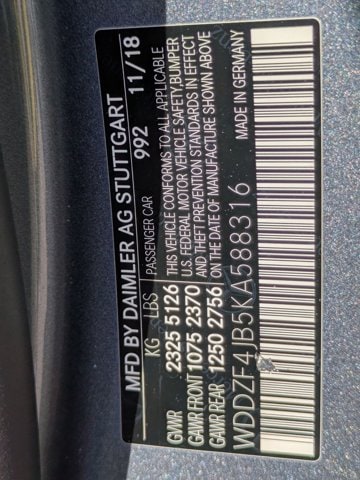 MFD BY DAIMLER AG STUTTGART
KG LBS PASSENGER CAR 992 11/18
GVWR 2325 5126 THIS VEHICLE CONFORMS TO ALL APPLICABLE
GAWR FRONT 1075 2370 U.S. FEDERAL MOTOR VEHICLE SAFETY,BUMPER
GAWR REAR 1250 2756 AND THEFT PREVENTION STANDARDS IN EFFECT
ON THE DATE OF MANUFACTURE SHOWN ABOVE
WDDZF4JB5KA588316 MADE IN GERMANY